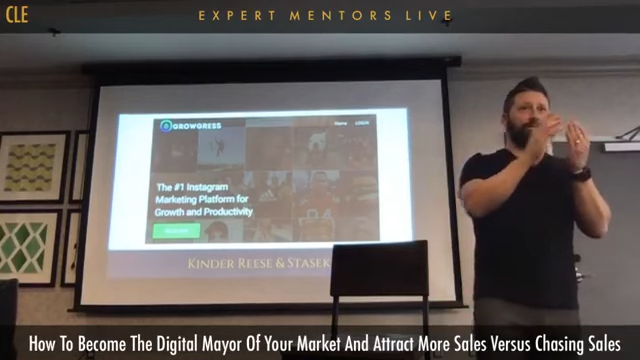 CLE
EXPERT MENTORS LIVE
GROWGRESS
Home LOGIN
The #1 Instagram
Marketing Platform for
Growth and Productivity
KINDER REESE & STASEK
How To Become The Digital Mayor Of Your Market And Attract More Sales Versus Chasing Sales